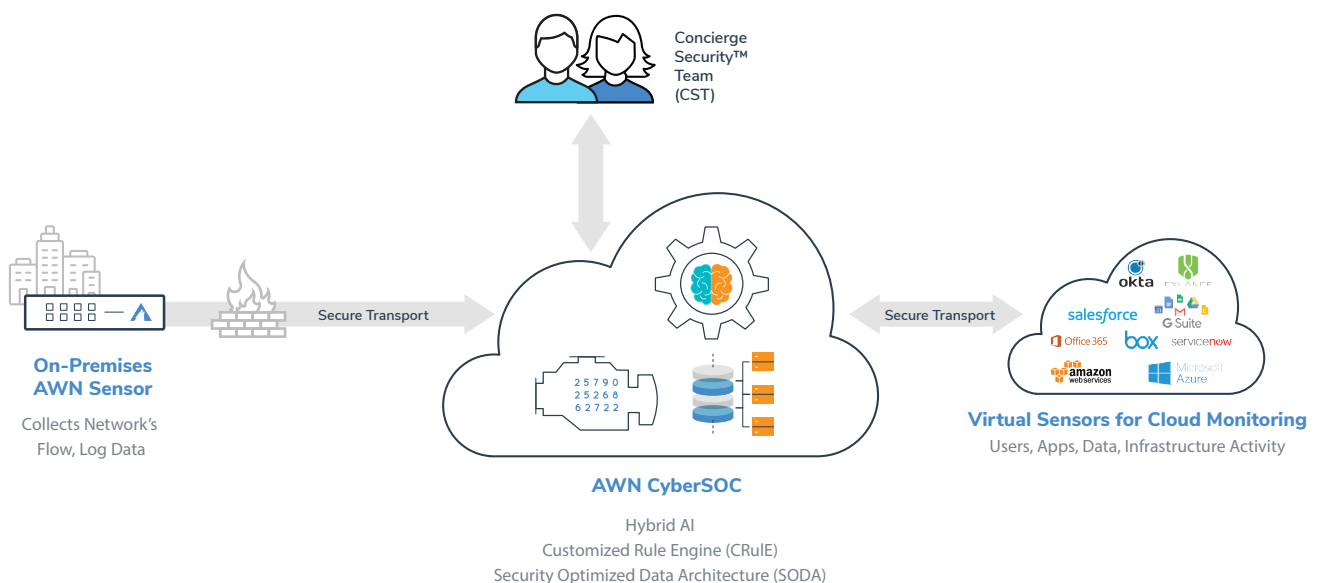 Concierge
Security™
Team
(CST)
Secure Transport
On-Premises
AWN Sensor
Collects Network’s
Flow, Log Data
25790
25268
62722
AWN CyberSOC
Hybrid AI
Customized Rule Engine (CRulE)
Security Optimized Data Architecture (SODA)
Secure Transport
okta
CYLANCE
salesforce
G Suite
Office 365
box
servicenow
amazon
web services
Microsoft
Azure
Virtual Sensors for Cloud Monitoring
Users, Apps, Data, Infrastructure Activity